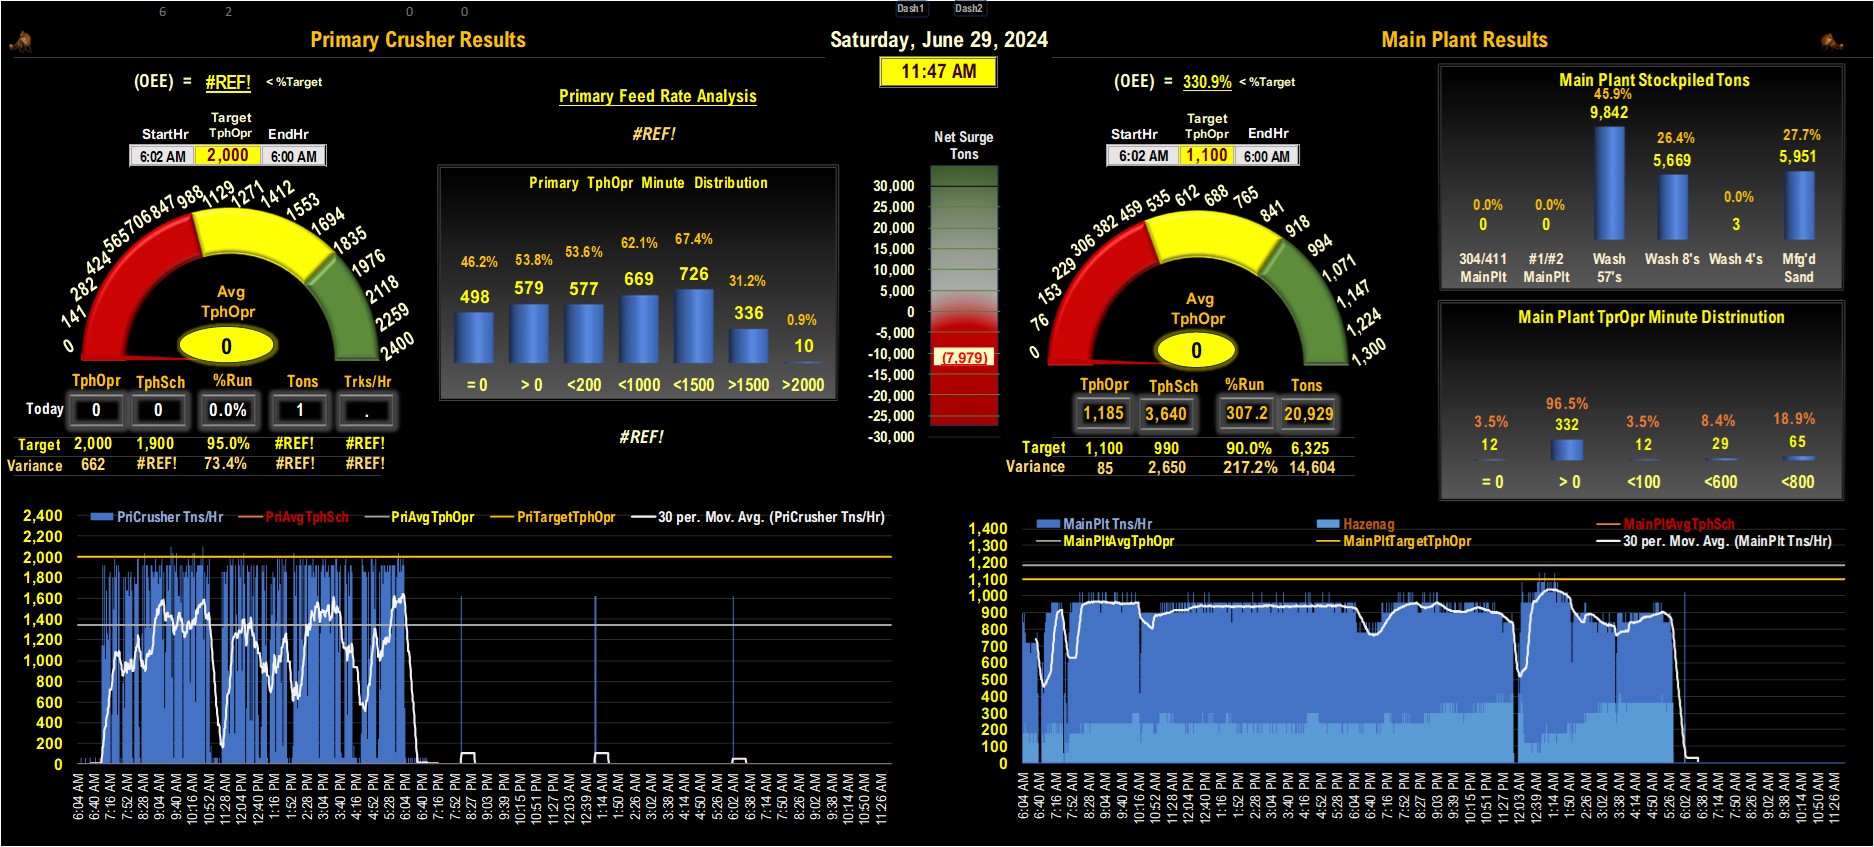 6 2 0 0 Dash1 Dash2
Primary Crusher Results
Saturday, June 29, 2024
Main Plant Results
11:47 AM
(OEE) = #REF! < %Target
Target
StartHr TphOpr EndHr
6:02 AM 2,000 6:00 AM
0 141 282 424 565 706 847 988 1129 1271 1412 1553 1694 1835 1976 2118 2259 2400
Avg
TphOpr
0
TphOpr TphSch %Run Tons Trks/Hr
Today 0 0 0.0% 1 .
Target 2,000 1,900 95.0% #REF! #REF!
Variance 662 #REF! 73.4% #REF! #REF!
Primary Feed Rate Analysis
#REF!
Primary TphOpr Minute Distribution
46.2% 53.8% 53.6% 62.1% 67.4% 31.2% 0.9%
498 579 577 669 726 336 10
= 0 > 0 <200 <1000 <1500 >1500 >2000
#REF!
Net Surge
Tons
30,000
25,000
20,000
15,000
10,000
5,000
0
-5,000
-10,000
-15,000
-20,000
-25,000
-30,000
(7,979)
(OEE) = 330.9% < %Target
Target
StartHr TphOpr EndHr
6:02 AM 1,100 6:00 AM
0 76 153 229 306 382 459 535 612 688 765 841 918 994 1,071 1,147 1,224 1,300
Avg
TphOpr
0
TphOpr TphSch %Run Tons
1,185 3,640 307.2 20,929
Target 1,100 990 90.0% 6,325
Variance 85 2,650 217.2% 14,604
Main Plant Stockpiled Tons
0.0% 0.0% 45.9% 26.4% 0.0% 27.7%
0 0 9,842 5,669 3 5,951
304/411 #1/#2 Wash Wash 8's Wash 4's Mfg'd
MainPlt MainPlt 57's Sand
Main Plant TprOpr Minute Distrinution
3.5% 96.5% 3.5% 8.4% 18.9%
12 332 12 29 65
= 0 > 0 <100 <600 <800
PriCrusher Tns/Hr PriAvgTphSch PriAvgTphOpr PriTargetTphOpr 30 per. Mov. Avg. (PriCrusher Tns/Hr)
2,400
2,200
2,000
1,800
1,600
1,400
1,200
1,000
800
600
400
200
0
6:04 AM 6:40 AM 7:16 AM 7:52 AM 8:28 AM 9:04 AM 9:40 AM 10:16 AM 10:52 AM 11:28 AM 12:04 PM 12:40 PM 1:16 PM 1:52 PM 2:28 PM 3:04 PM 3:40 PM 4:16 PM 4:52 PM 5:28 PM 6:04 PM 6:40 PM 7:16 PM 7:52 PM 8:27 PM 9:03 PM 9:39 PM 10:15 PM 10:51 PM 11:27 PM 12:03 AM 12:39 AM 1:14 AM 1:50 AM 2:26 AM 3:02 AM 3:38 AM 4:14 AM 4:50 AM 5:26 AM 6:02 AM 6:38 AM 7:14 AM 7:50 AM 8:26 AM 9:02 AM 9:38 AM 10:14 AM 10:50 AM 11:26 AM
MainPlt Tns/Hr Hazenag MainPltAvgTphSch
MainPltAvgTphOpr MainPltTargetTphOpr 30 per. Mov. Avg. (MainPlt Tns/Hr)
1,400
1,300
1,200
1,100
1,000
900
800
700
600
500
400
300
200
100
0
6:04 AM 6:40 AM 7:16 AM 7:52 AM 8:28 AM 9:04 AM 9:40 AM 10:16 AM 10:52 AM 11:28 AM 12:04 PM 12:40 PM 1:16 PM 1:52 PM 2:28 PM 3:04 PM 3:40 PM 4:16 PM 4:52 PM 5:28 PM 6:04 PM 6:40 PM 7:16 PM 7:52 PM 8:27 PM 9:03 PM 9:39 PM 10:15 PM 10:51 PM 11:27 PM 12:03 AM 12:39 AM 1:14 AM 1:50 AM 2:26 AM 3:02 AM 3:38 AM 4:14 AM 4:50 AM 5:26 AM 6:02 AM 6:38 AM 7:14 AM 7:50 AM 8:26 AM 9:02 AM 9:38 AM 10:14 AM 10:50 AM 11:26 AM